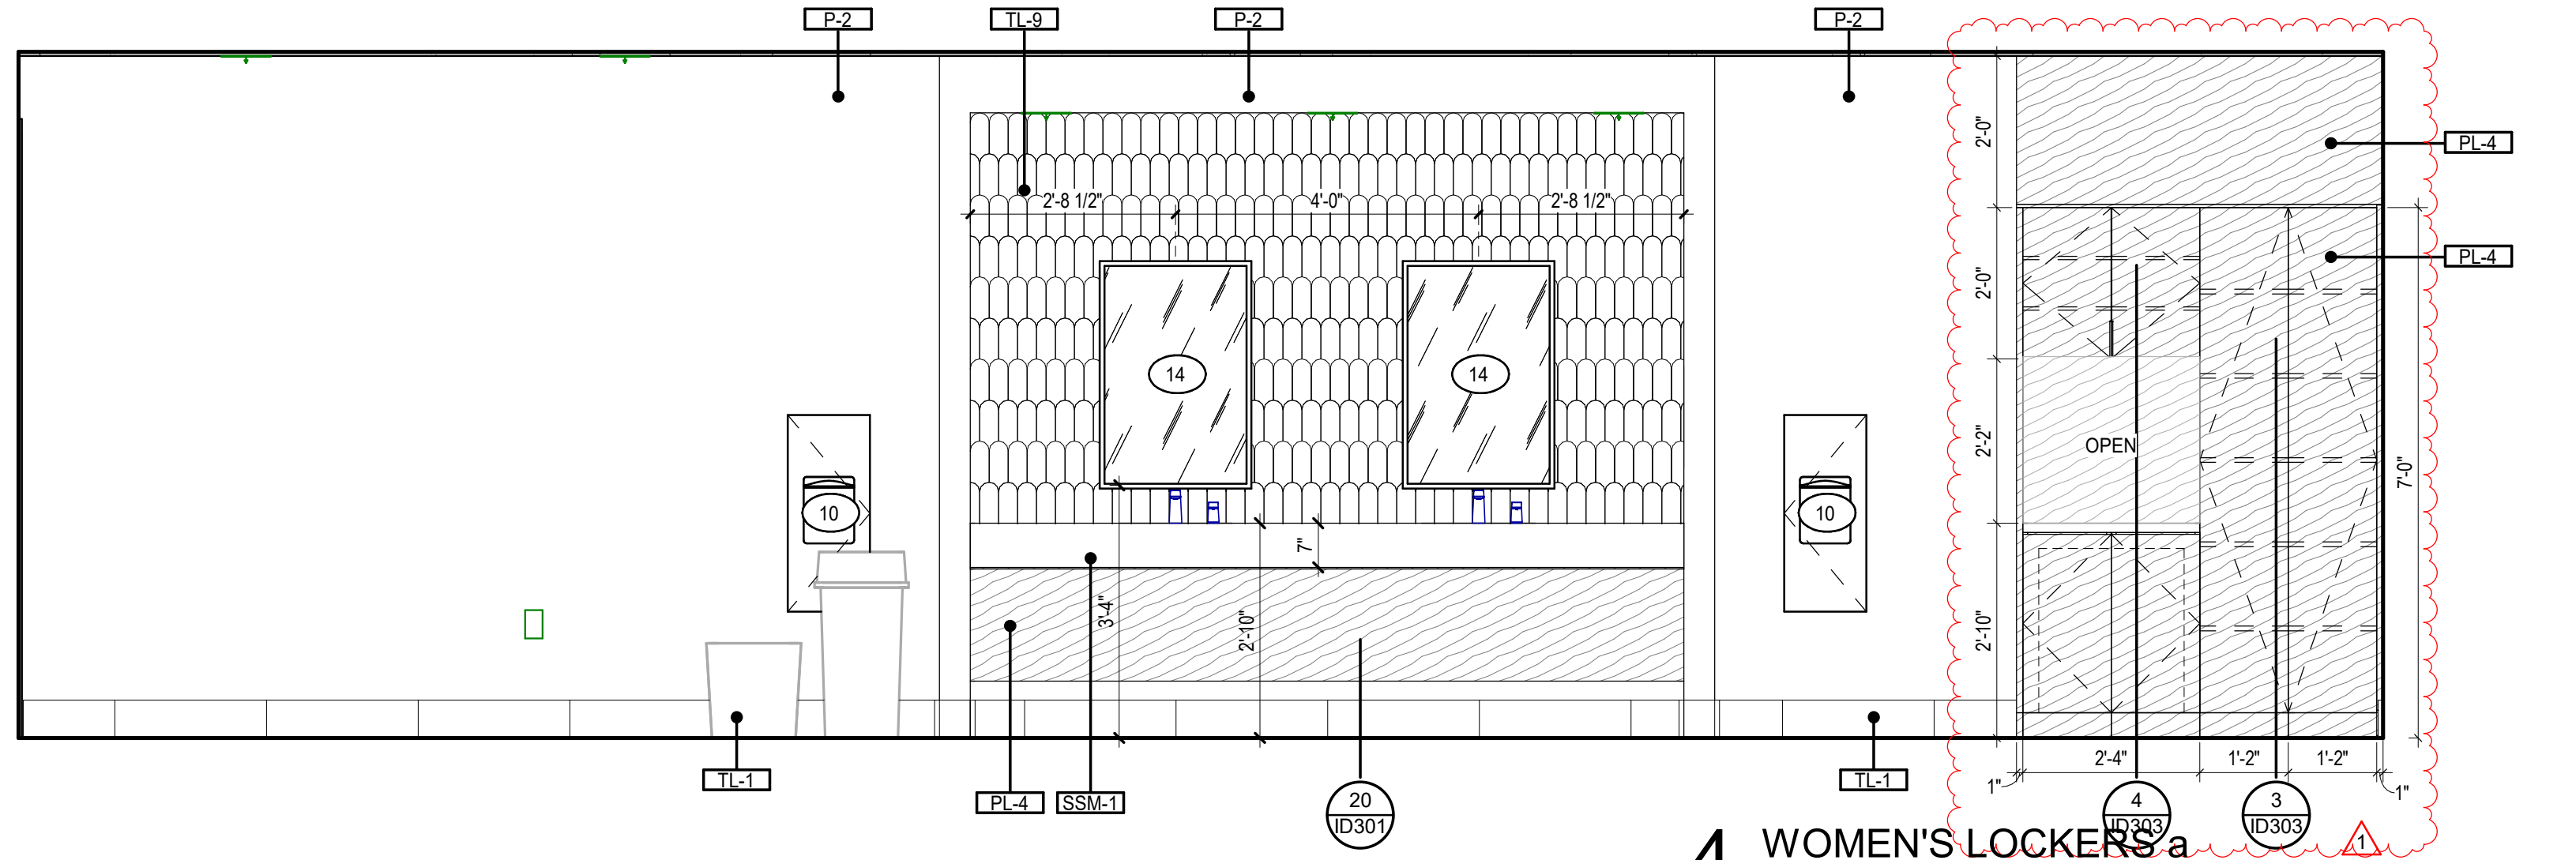 P-2
TL-9
P-2
P-2
PL-4
PL-4
2'-0"
2'-8 1/2"
4'-0"
2'-8 1/2"
2'-0"
14
14
OPEN
2'-2"
7'-0"
10
10
7"
3'-4"
2'-10"
2'-10"
TL-1
PL-4
SSM-1
TL-1
1"
2'-4"
1'-2"
1'-2"
1"
20
ID301
4
ID303
3
ID303
4 WOMEN'S LOCKERS a
1